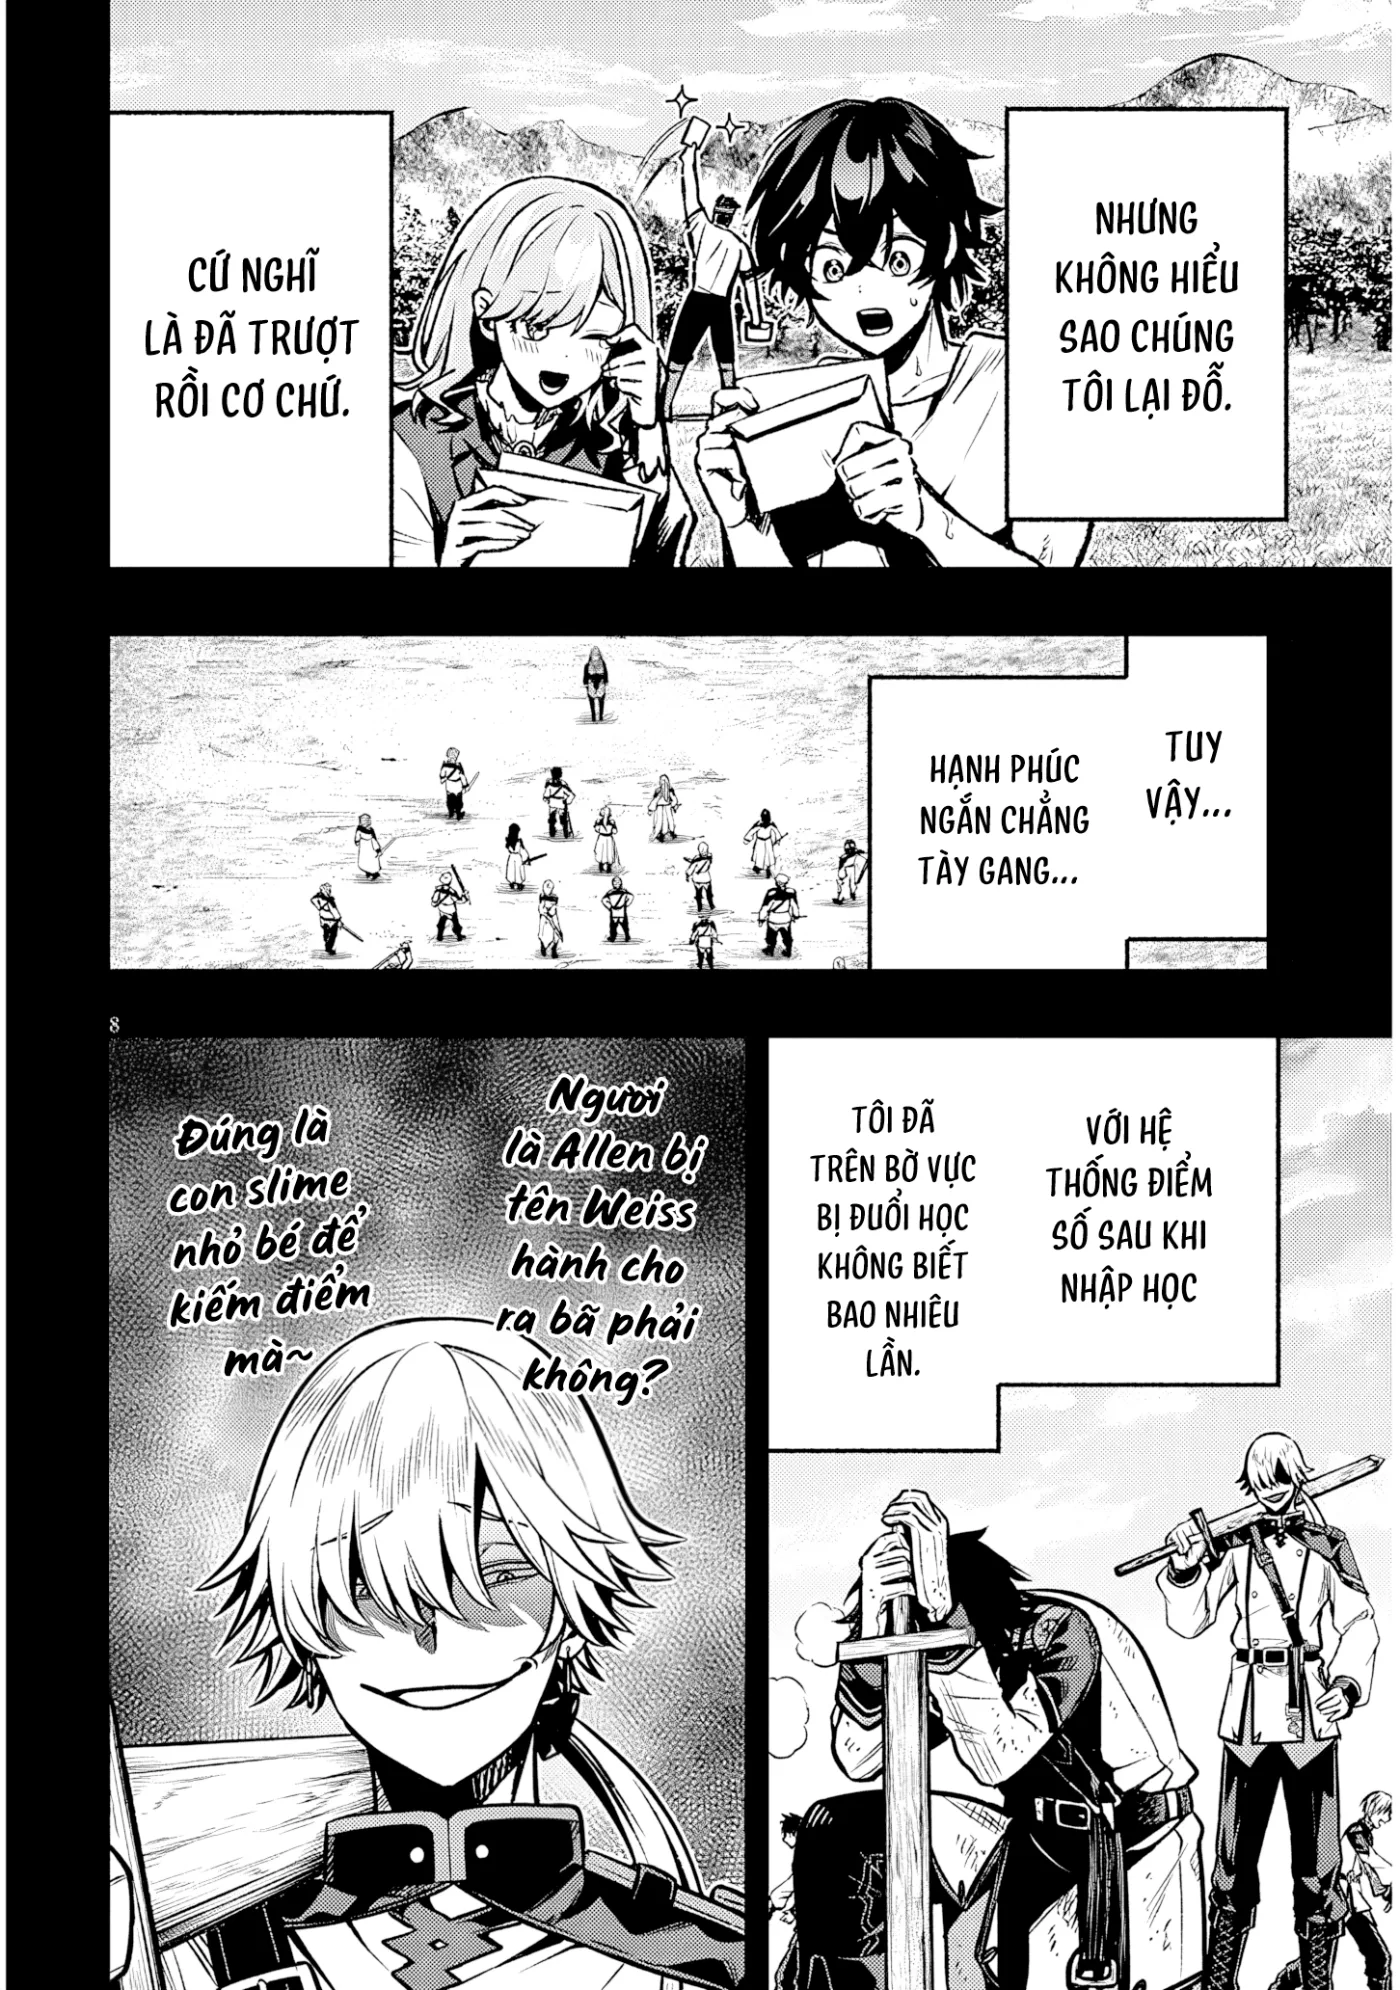 NHƯNG
KHÔNG HIỂU
SAO CHÚNG
TÔI LẠI ĐỖ.
CỨ NGHĨ
LÀ ĐÃ TRƯỢT
RỒI CƠ CHỨ.
TUY
VẬY...
HẠNH PHÚC
NGẮN CHẲNG
TÀY GANG...
8
VỚI HỆ
THỐNG ĐIỂM
SỐ SAU KHI
NHẬP HỌC
TÔI ĐÃ
TRÊN BỜ VỰC
BỊ ĐUỔI HỌC
KHÔNG BIẾT
BAO NHIÊU
LẦN.
Ngươi
là Allen bị
tên Weiss
hành cho
ra bã phải
không?
Đúng là
con slime
nhỏ bé để
kiếm điểm
mà~